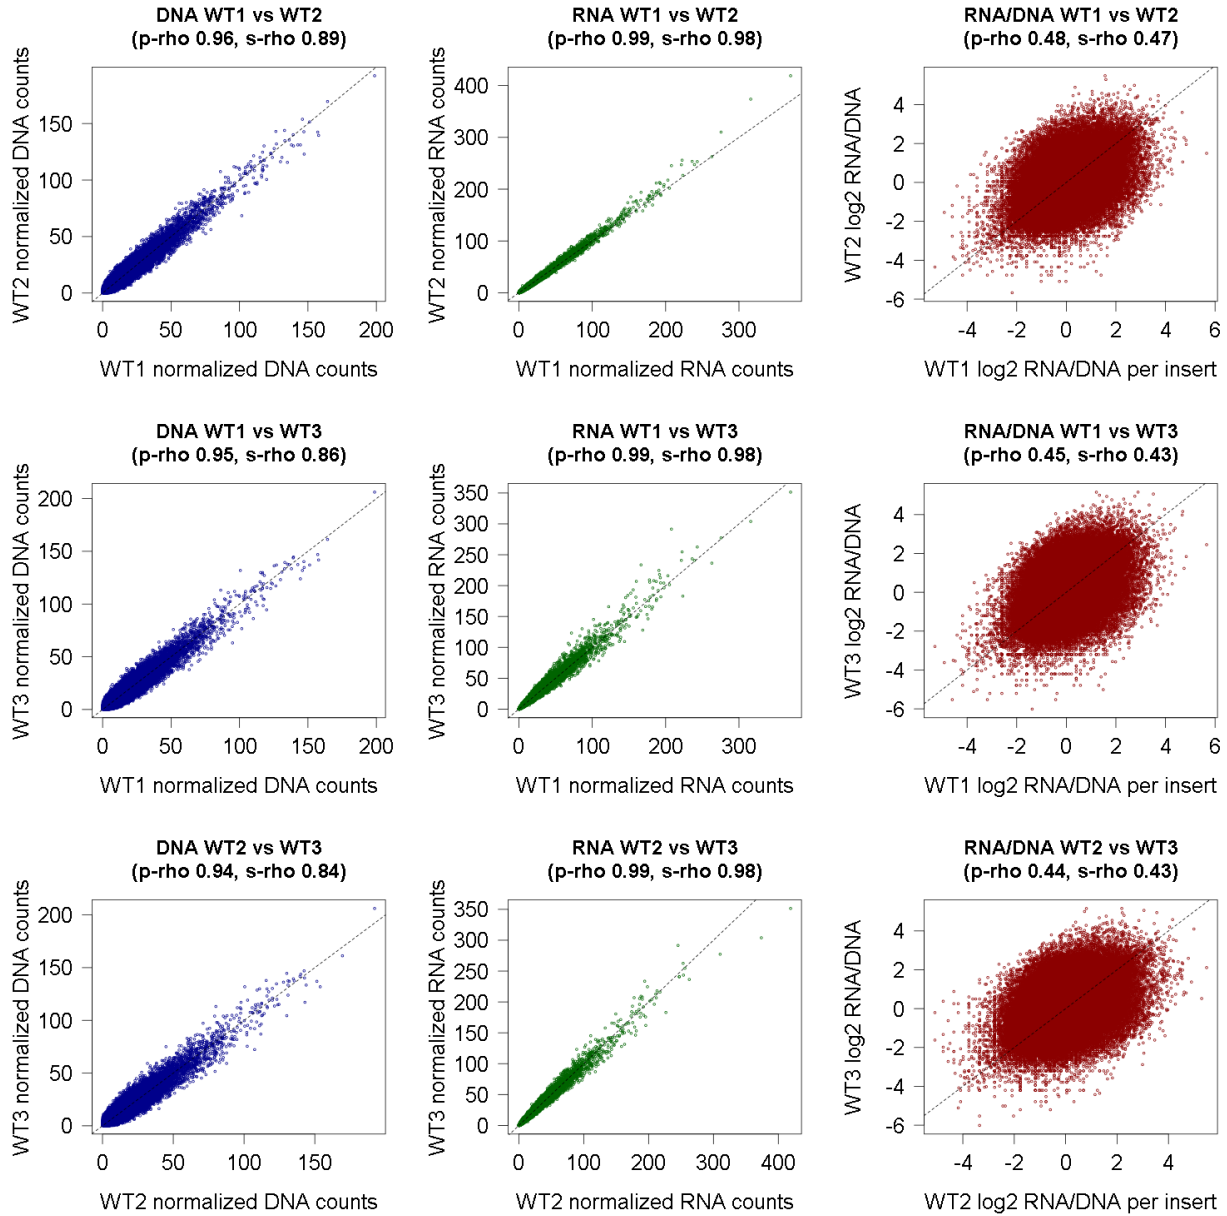 DNA WT1 vs WT2
(p-rho 0.96, s-rho 0.89)
WT2 normalized DNA counts
150
100
50
0
0 50 100 150 200
WT1 normalized DNA counts
RNA WT1 vs WT2
(p-rho 0.99, s-rho 0.98)
WT2 normalized RNA counts
400
300
200
100
0
0 100 200 300
WT1 normalized RNA counts
RNA/DNA WT1 vs WT2
(p-rho 0.48, s-rho 0.47)
WT2 log2 RNA/DNA
4
2
0
-2
-4
-6
-4 -2 0 2 4 6
WT1 log2 RNA/DNA per insert
DNA WT1 vs WT3
(p-rho 0.95, s-rho 0.86)
WT3 normalized DNA counts
200
150
100
50
0
0 50 100 150 200
WT1 normalized DNA counts
RNA WT1 vs WT3
(p-rho 0.99, s-rho 0.98)
WT3 normalized RNA counts
350
300
250
200
150
100
50
0
0 100 200 300
WT1 normalized RNA counts
RNA/DNA WT1 vs WT3
(p-rho 0.45, s-rho 0.43)
WT3 log2 RNA/DNA
4
2
0
-2
-4
-6
-4 -2 0 2 4 6
WT1 log2 RNA/DNA per insert
DNA WT2 vs WT3
(p-rho 0.94, s-rho 0.84)
WT3 normalized DNA counts
200
150
100
50
0
0 50 100 150
WT2 normalized DNA counts
RNA WT2 vs WT3
(p-rho 0.99, s-rho 0.98)
WT3 normalized RNA counts
350
300
250
200
150
100
50
0
0 100 200 300 400
WT2 normalized RNA counts
RNA/DNA WT2 vs WT3
(p-rho 0.44, s-rho 0.43)
WT3 log2 RNA/DNA
4
2
0
-2
-4
-6
-4 -2 0 2 4
WT2 log2 RNA/DNA per insert